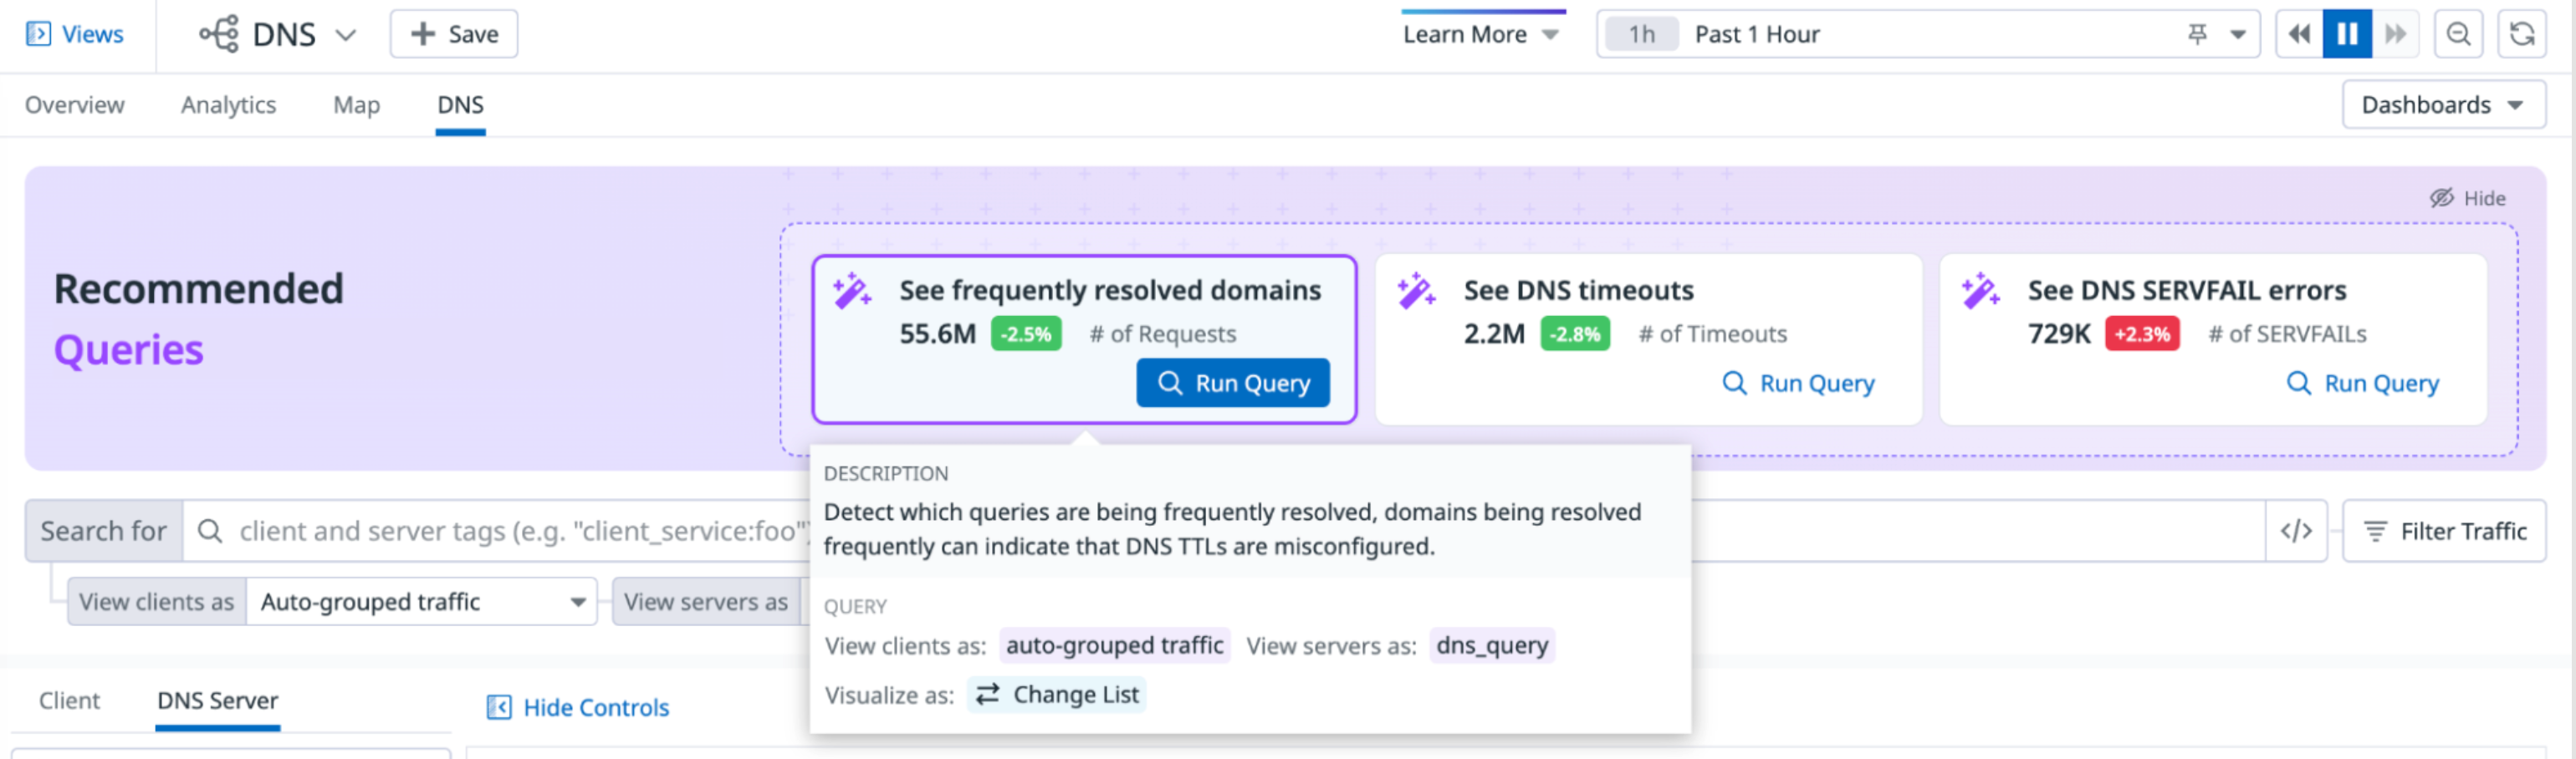 Views
DNS
Save
Learn More
1h Past 1 Hour
Overview Analytics Map DNS
Dashboards
Hide
Recommended
Queries
See frequently resolved domains
55.6M -2.5% # of Requests
Run Query
See DNS timeouts
2.2M -2.8% # of Timeouts
Run Query
See DNS SERVFAIL errors
729K +2.3% # of SERVFAILs
Run Query
DESCRIPTION
Detect which queries are being frequently resolved, domains being resolved
frequently can indicate that DNS TTLs are misconfigured.
QUERY
View clients as: auto-grouped traffic View servers as: dns_query
Visualize as: Change List
Search for client and server tags (e.g. "client_service:foo")
</> Filter Traffic
View clients as Auto-grouped traffic View servers as
Client DNS Server
Hide Controls